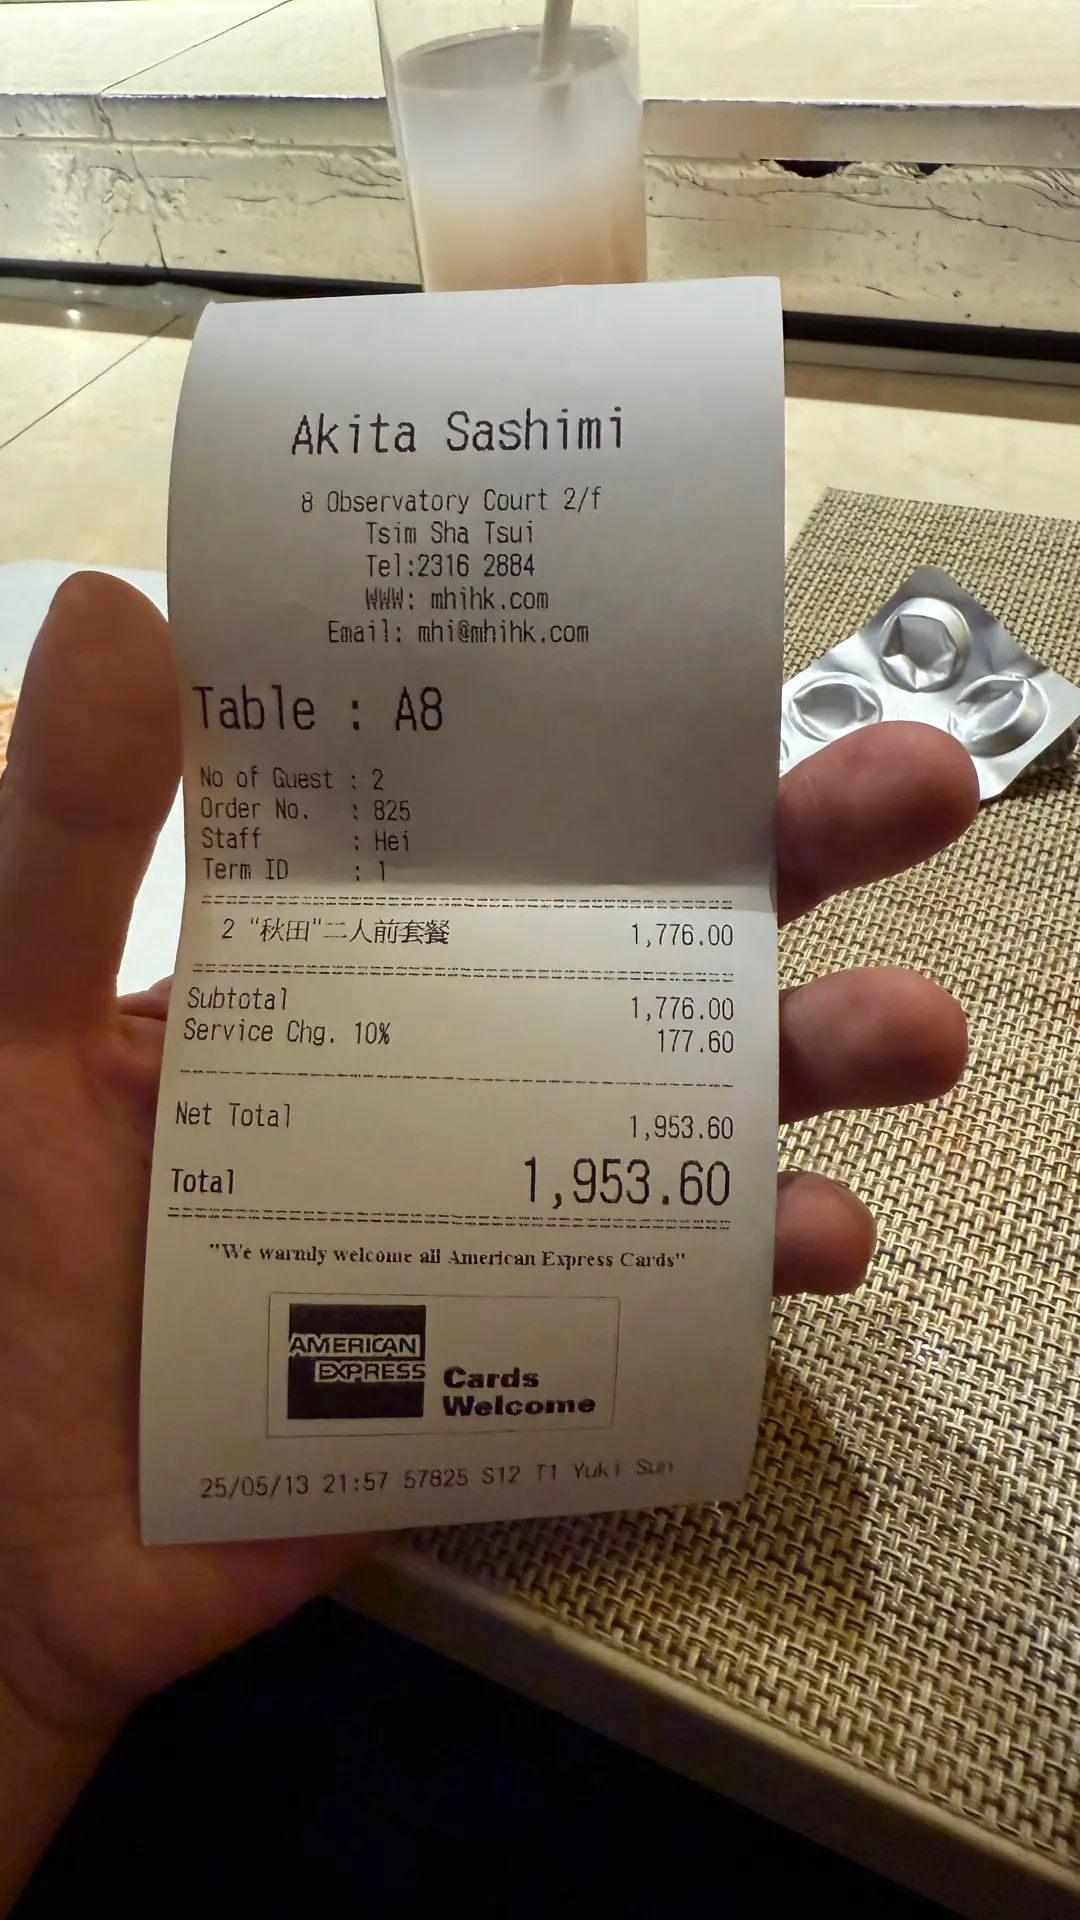 Akita Sashimi
8 Observatory Court 2/f
Tsim Sha Tsui
Tel:2316 2884
WWW: mhihk.com
Email: mhi@mhihk.com
Table : A8
No of Guest : 2
Order No. : 825
Staff : Hei
Term ID : 1
2 "秋田"二人前套餐 1,776.00
Subtotal 1,776.00
Service Chg. 10% 177.60
Net Total 1,953.60
Total 1,953.60
"We warmly welcome all American Express Cards"
AMERICAN
EXPRESS
Cards
Welcome
25/05/13 21:57 57825 S12 T1 Yuki Sun